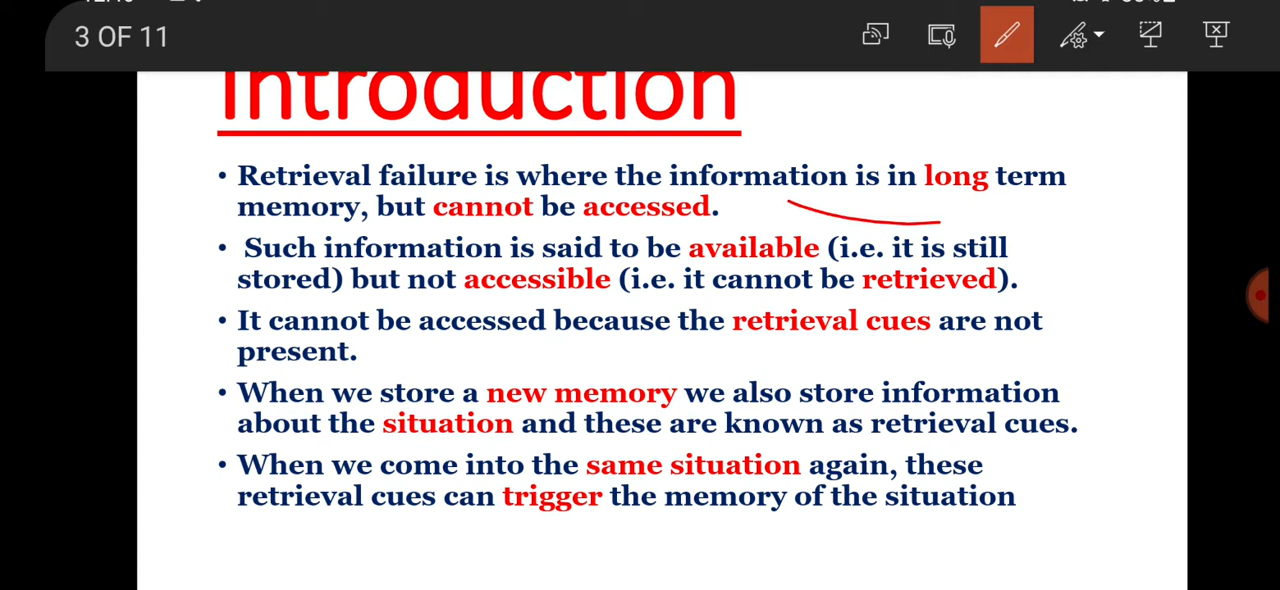 3 OF 11
Introduction
• Retrieval failure is where the information is in long term
memory, but cannot be accessed.
• Such information is said to be available (i.e. it is still
stored) but not accessible (i.e. it cannot be retrieved).
• It cannot be accessed because the retrieval cues are not
present.
• When we store a new memory we also store information
about the situation and these are known as retrieval cues.
• When we come into the same situation again, these
retrieval cues can trigger the memory of the situation